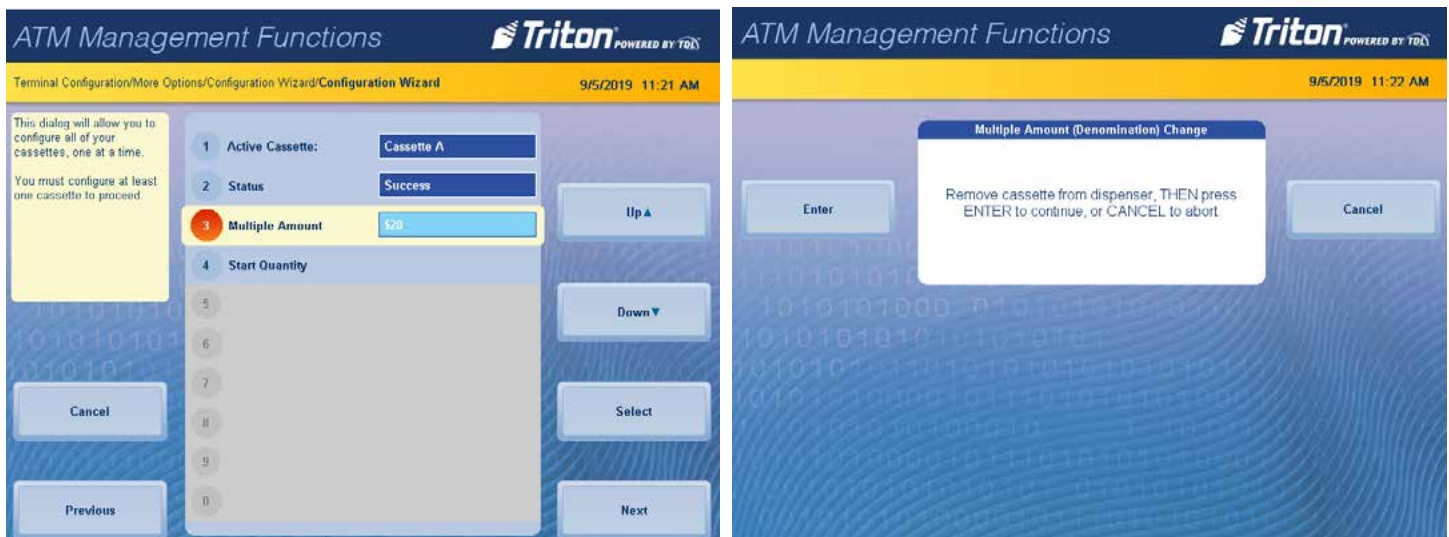 ATM Management Functions
Triton POWERED BY TDL
Terminal Configuration/More Options/Configuration Wizard/Configuration Wizard
9/5/2019 11:21 AM
This dialog will allow you to
configure all of your
cassettes, one at a time.
You must configure at least
one cassette to proceed.
1 Active Cassette: Cassette A
2 Status Success
3 Multiple Amount $20
4 Start Quantity
5
6
7
8
9
0
Up▲
Down▼
Cancel
Select
Previous
Next
ATM Management Functions
Triton POWERED BY TDL
9/5/2019 11:22 AM
Multiple Amount (Denomination) Change
Remove cassette from dispenser, THEN press
ENTER to continue, or CANCEL to abort
Enter
Cancel